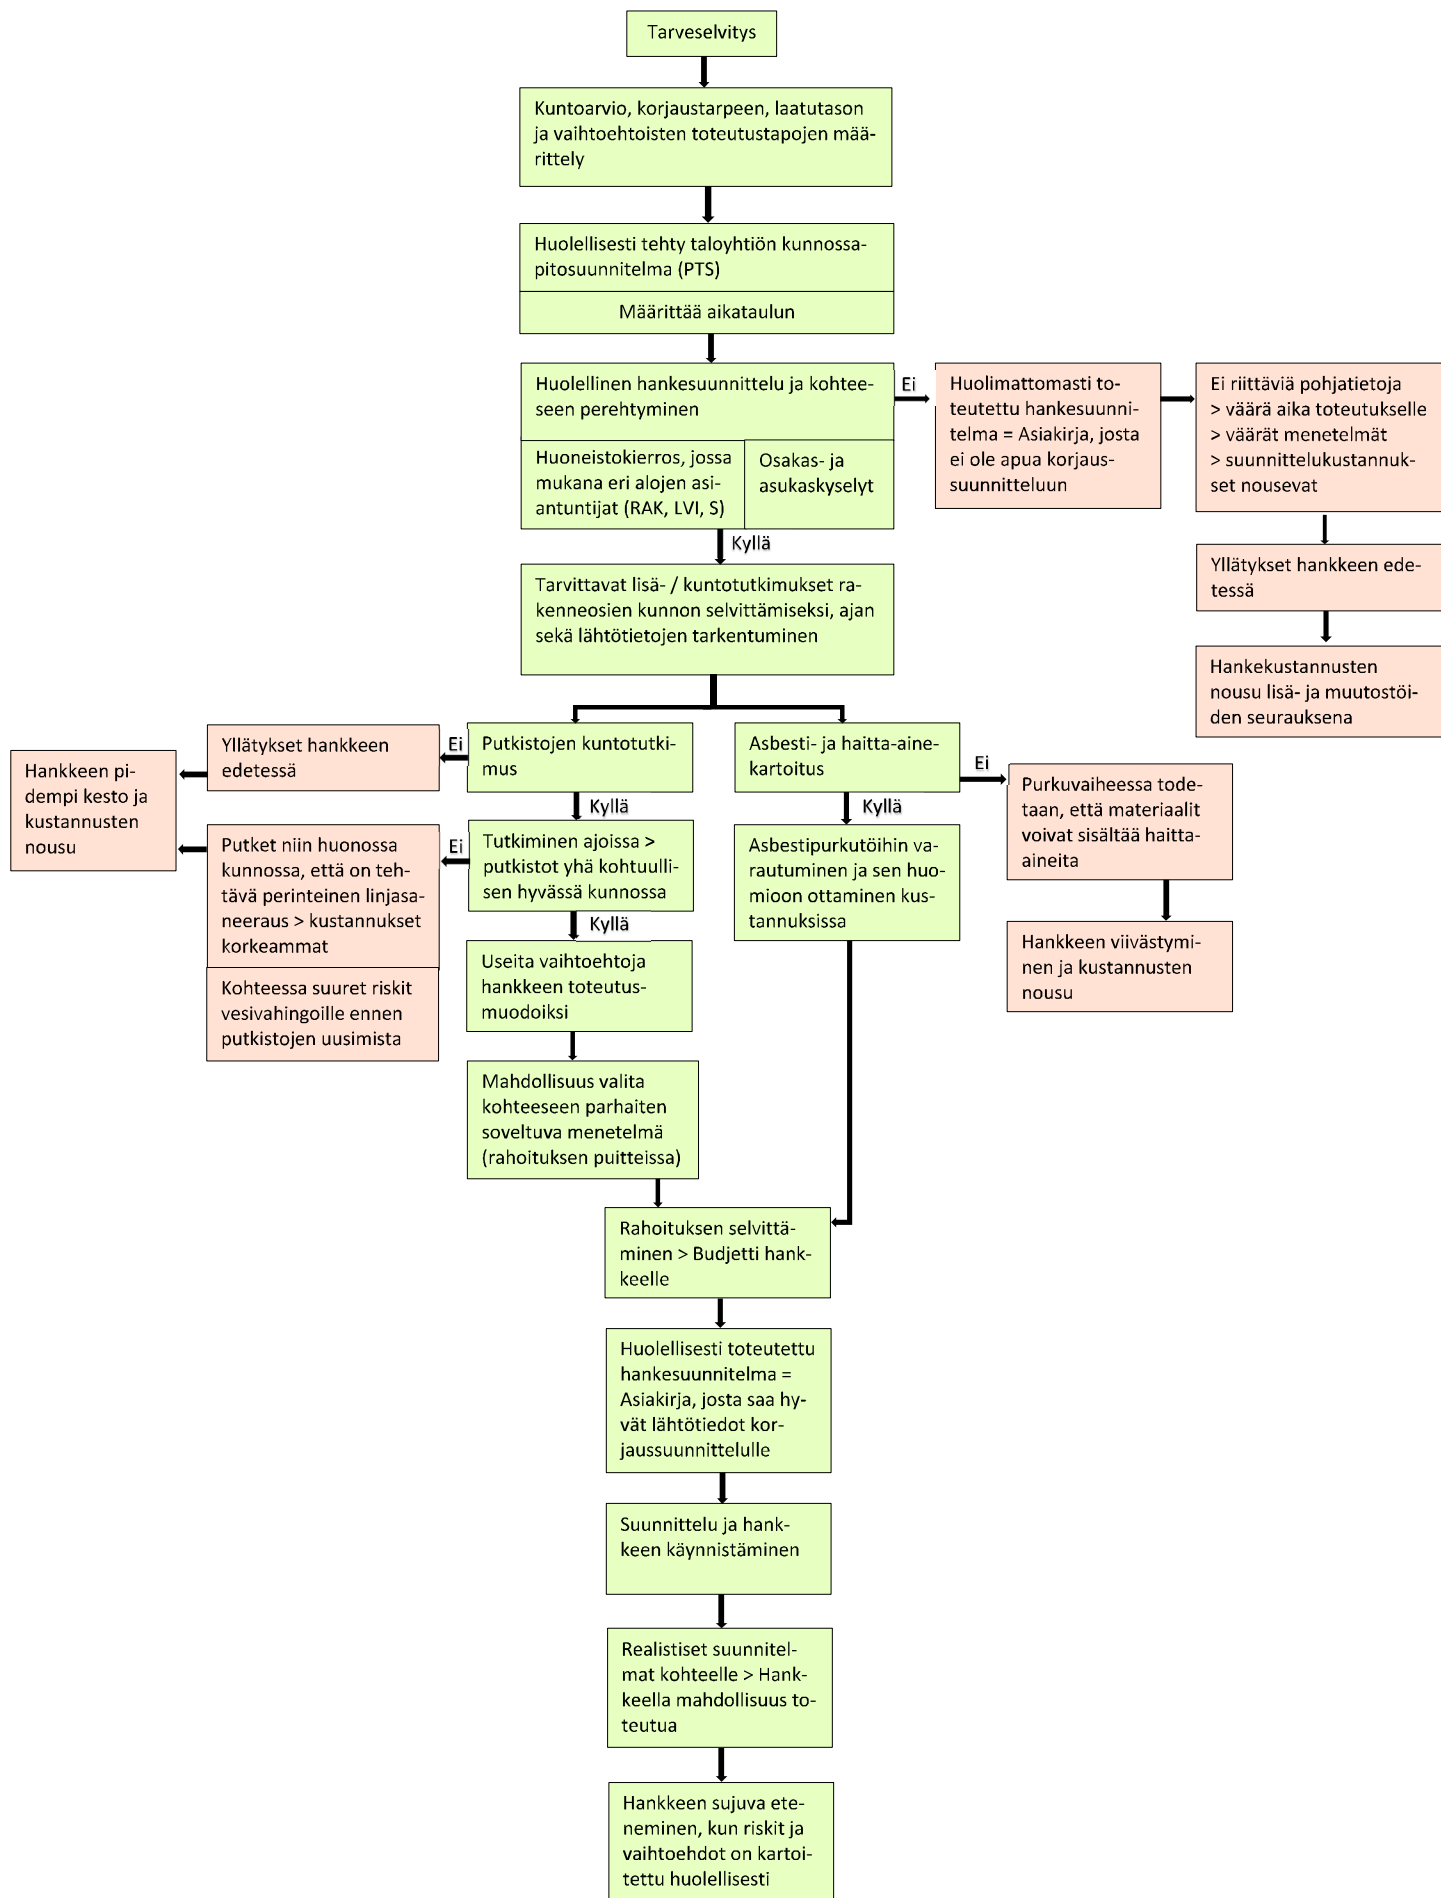 Tarveselvitys
Kuntoarvio, korjaustarpeen, laatutason
ja vaihtoehtoisten toteutustapojen mää-
rittely
Huolellisesti tehty taloyhtiön kunnossa-
pitosuunnitelma (PTS)
Määrittää aikataulun
Huolellinen hankesuunnittelu ja kohtee-
seen perehtyminen
Huoneistokierros, jossa
mukana eri alojen asi-
antuntijat (RAK, LVI, S)
Osakas- ja
asukaskyselyt
Ei
Huolimattomasti to-
teutettu hankesuunni-
telma = Asiakirja, josta
ei ole apua korjaus-
suunnitteluun
Ei riittäviä pohjatietoja
> väärä aika toteutukselle
> väärät menetelmät
> suunnittelukustannuk-
set nousevat
Yllätykset hankkeen ede-
tessä
Hankekustannusten
nousu lisä- ja muutostöi-
den seurauksena
Kyllä
Tarvittavat lisä- / kuntotutkimukset ra-
kenneosien kunnon selvittämiseksi, ajan
sekä lähtötietojen tarkentuminen
Putkistojen kuntotutki-
mus
Ei
Yllätykset hankkeen
edetessä
Hankkeen pi-
dempi kesto ja
kustannusten
nousu
Kyllä
Tutkiminen ajoissa >
putkistot yhä kohtuulli-
sen hyvässä kunnossa
Ei
Putket niin huonossa
kunnossa, että on teh-
tävä perinteinen linjasa-
neeraus > kustannukset
korkeammat
Kohteessa suuret riskit
vesivahingoille ennen
putkistojen uusimista
Kyllä
Useita vaihtoehtoja
hankkeen toteutus-
muodoiksi
Mahdollisuus valita
kohteeseen parhaiten
soveltuva menetelmä
(rahoituksen puitteissa)
Asbesti- ja haitta-aine-
kartoitus
Ei
Purkuvaiheessa tode-
taan, että materiaalit
voivat sisältää haitta-
aineita
Hankkeen viivästymi-
nen ja kustannusten
nousu
Kyllä
Asbestipurkutöihin va-
rautuminen ja sen huo-
mioon ottaminen kus-
tannuksissa
Rahoituksen selvittä-
minen > Budjetti hank-
keelle
Huolellisesti toteutettu
hankesuunnitelma =
Asiakirja, josta saa hy-
vät lähtötiedot kor-
jaussuunnittelulle
Suunnittelu ja hank-
keen käynnistäminen
Realistiset suunnitel-
mat kohteelle > Hank-
keella mahdollisuus to-
teutua
Hankkeen sujuva ete-
neminen, kun riskit ja
vaihtoehdot on kartoi-
tettu huolellisesti